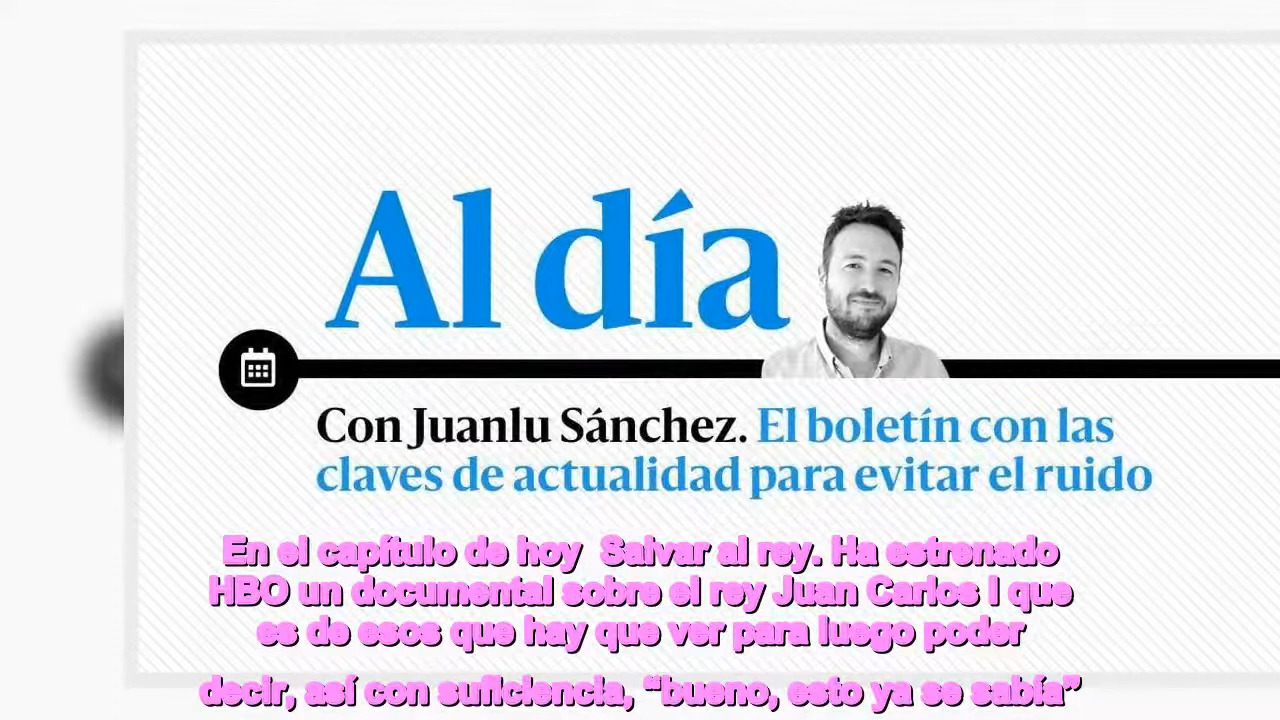 Al día
Con Juanlu Sánchez. El boletín con las
claves de actualidad para evitar el ruido
En el capítulo de hoy Salvar al rey. Ha estrenado
HBO un documental sobre el rey Juan Carlos I que
es de esos que hay que ver para luego poder
decir, así con suficiencia, “bueno, esto ya se sabía”